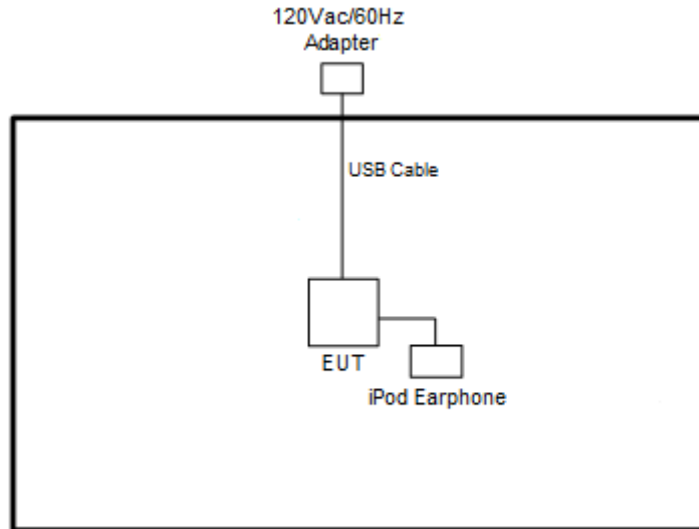 120Vac/60Hz
Adapter
USB Cable
EUT
iPod Earphone